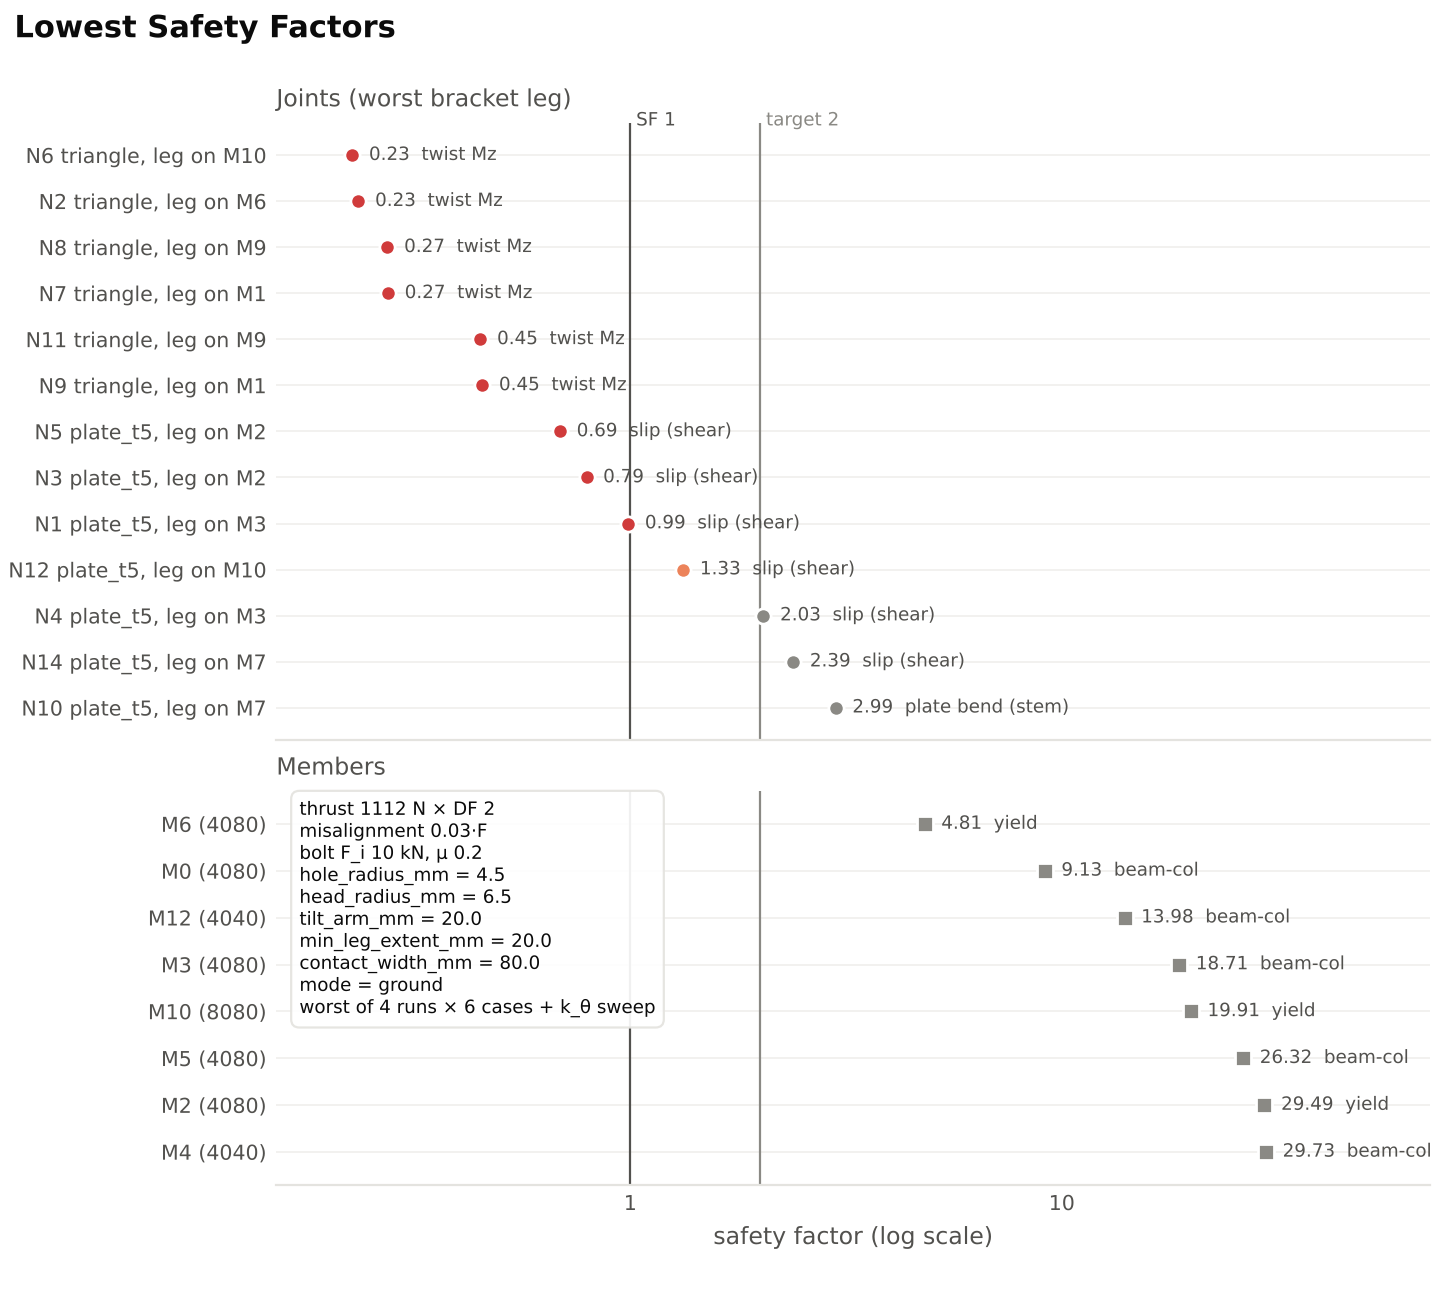 Lowest Safety Factors
Joints (worst bracket leg)
SF 1
target 2
N6 triangle, leg on M10 0.23 twist Mz
N2 triangle, leg on M6 0.23 twist Mz
N8 triangle, leg on M9 0.27 twist Mz
N7 triangle, leg on M1 0.27 twist Mz
N11 triangle, leg on M9 0.45 twist Mz
N9 triangle, leg on M1 0.45 twist Mz
N5 plate_t5, leg on M2 0.69 slip (shear)
N3 plate_t5, leg on M2 0.79 slip (shear)
N1 plate_t5, leg on M3 0.99 slip (shear)
N12 plate_t5, leg on M10 1.33 slip (shear)
N4 plate_t5, leg on M3 2.03 slip (shear)
N14 plate_t5, leg on M7 2.39 slip (shear)
N10 plate_t5, leg on M7 2.99 plate bend (stem)
Members
thrust 1112 N × DF 2
misalignment 0.03·F
bolt F_i 10 kN, μ 0.2
hole_radius_mm = 4.5
head_radius_mm = 6.5
tilt_arm_mm = 20.0
min_leg_extent_mm = 20.0
contact_width_mm = 80.0
mode = ground
worst of 4 runs × 6 cases + k_θ sweep
M6 (4080) 4.81 yield
M0 (4080) 9.13 beam-col
M12 (4040) 13.98 beam-col
M3 (4080) 18.71 beam-col
M10 (8080) 19.91 yield
M5 (4080) 26.32 beam-col
M2 (4080) 29.49 yield
M4 (4040) 29.73 beam-col
1 10
safety factor (log scale)